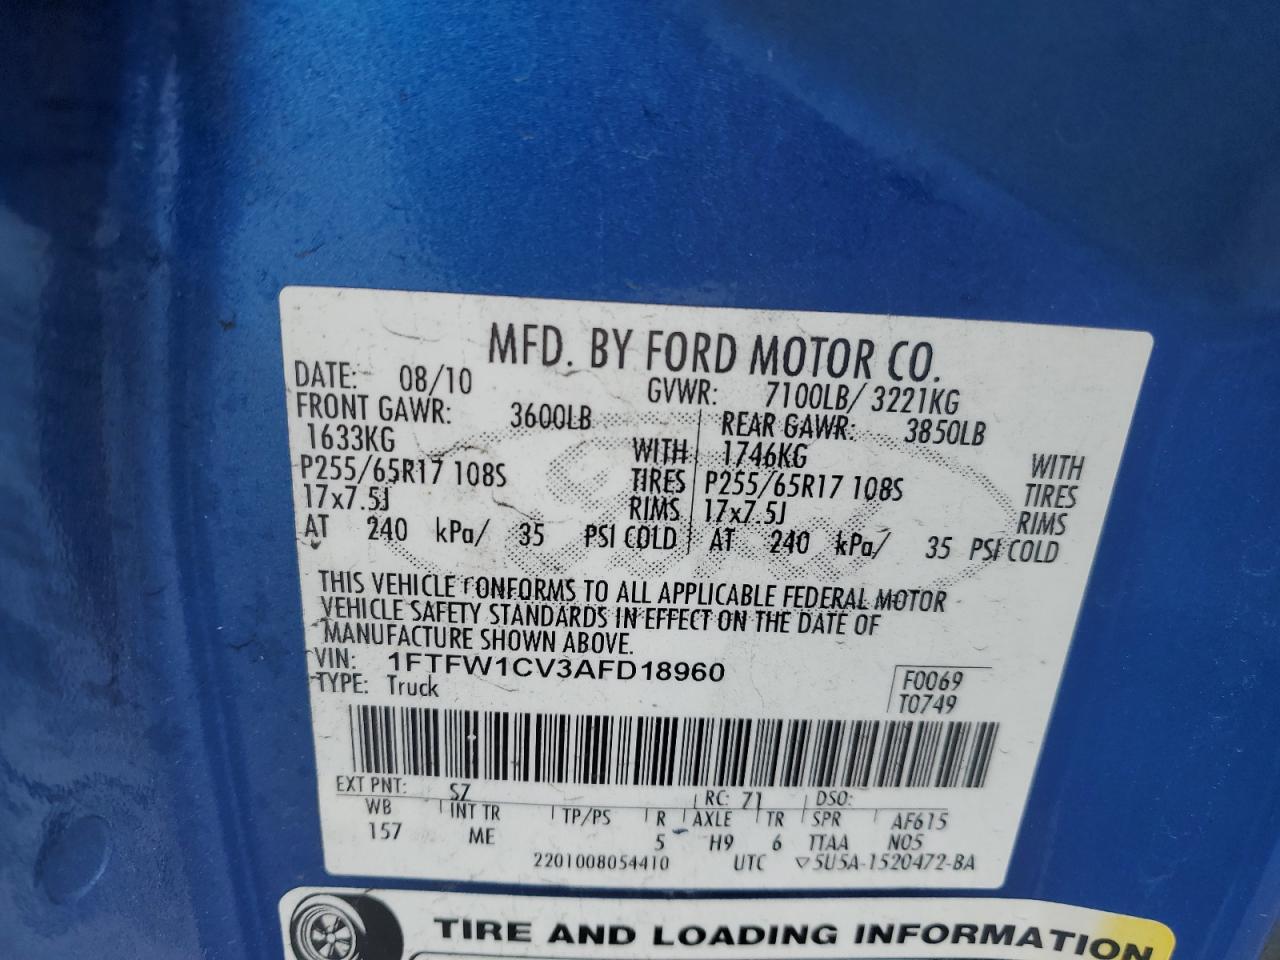 MFD. BY FORD MOTOR CO.
DATE: 08/10 GVWR: 7100LB/ 3221KG
FRONT GAWR: 3600LB REAR GAWR: 3850LB
1633KG WITH 1746KG WITH
P255/65R17 108S TIRES P255/65R17 108S TIRES
17x7.5J RIMS 17x7.5J RIMS
AT 240 kPa/ 35 PSI COLD AT 240 kPa/ 35 PSI COLD
THIS VEHICLE CONFORMS TO ALL APPLICABLE FEDERAL MOTOR
VEHICLE SAFETY STANDARDS IN EFFECT ON THE DATE OF
MANUFACTURE SHOWN ABOVE.
VIN: 1FTFW1CV3AFD18960 F0069
TYPE: Truck T0749
EXT PNT: SZ RC: 71 DSO:
WB INT TR TP/PS R AXLE TR SPR AF615
157 ME 5 H9 6 TTAA N05
2201008054410 UTC ▽5U5A-1520472-BA
TIRE AND LOADING INFORMATION